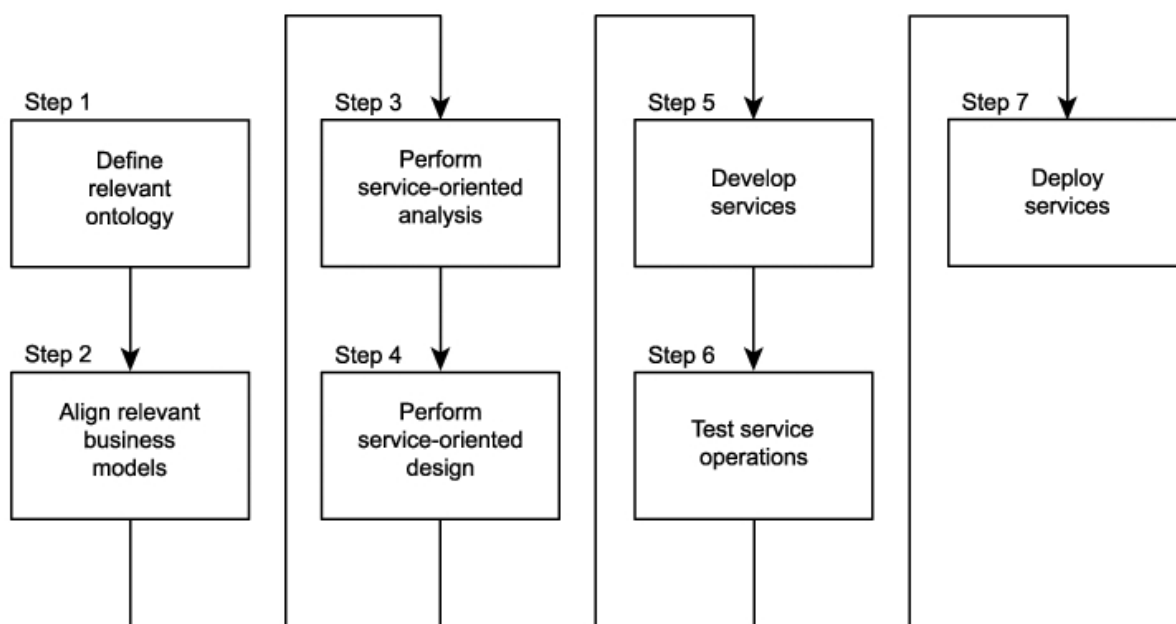 Step 1
Define
relevant
ontology
Step 2
Align relevant
business
models
Step 3
Perform
service-oriented
analysis
Step 4
Perform
service-oriented
design
Step 5
Develop
services
Step 6
Test service
operations
Step 7
Deploy
services